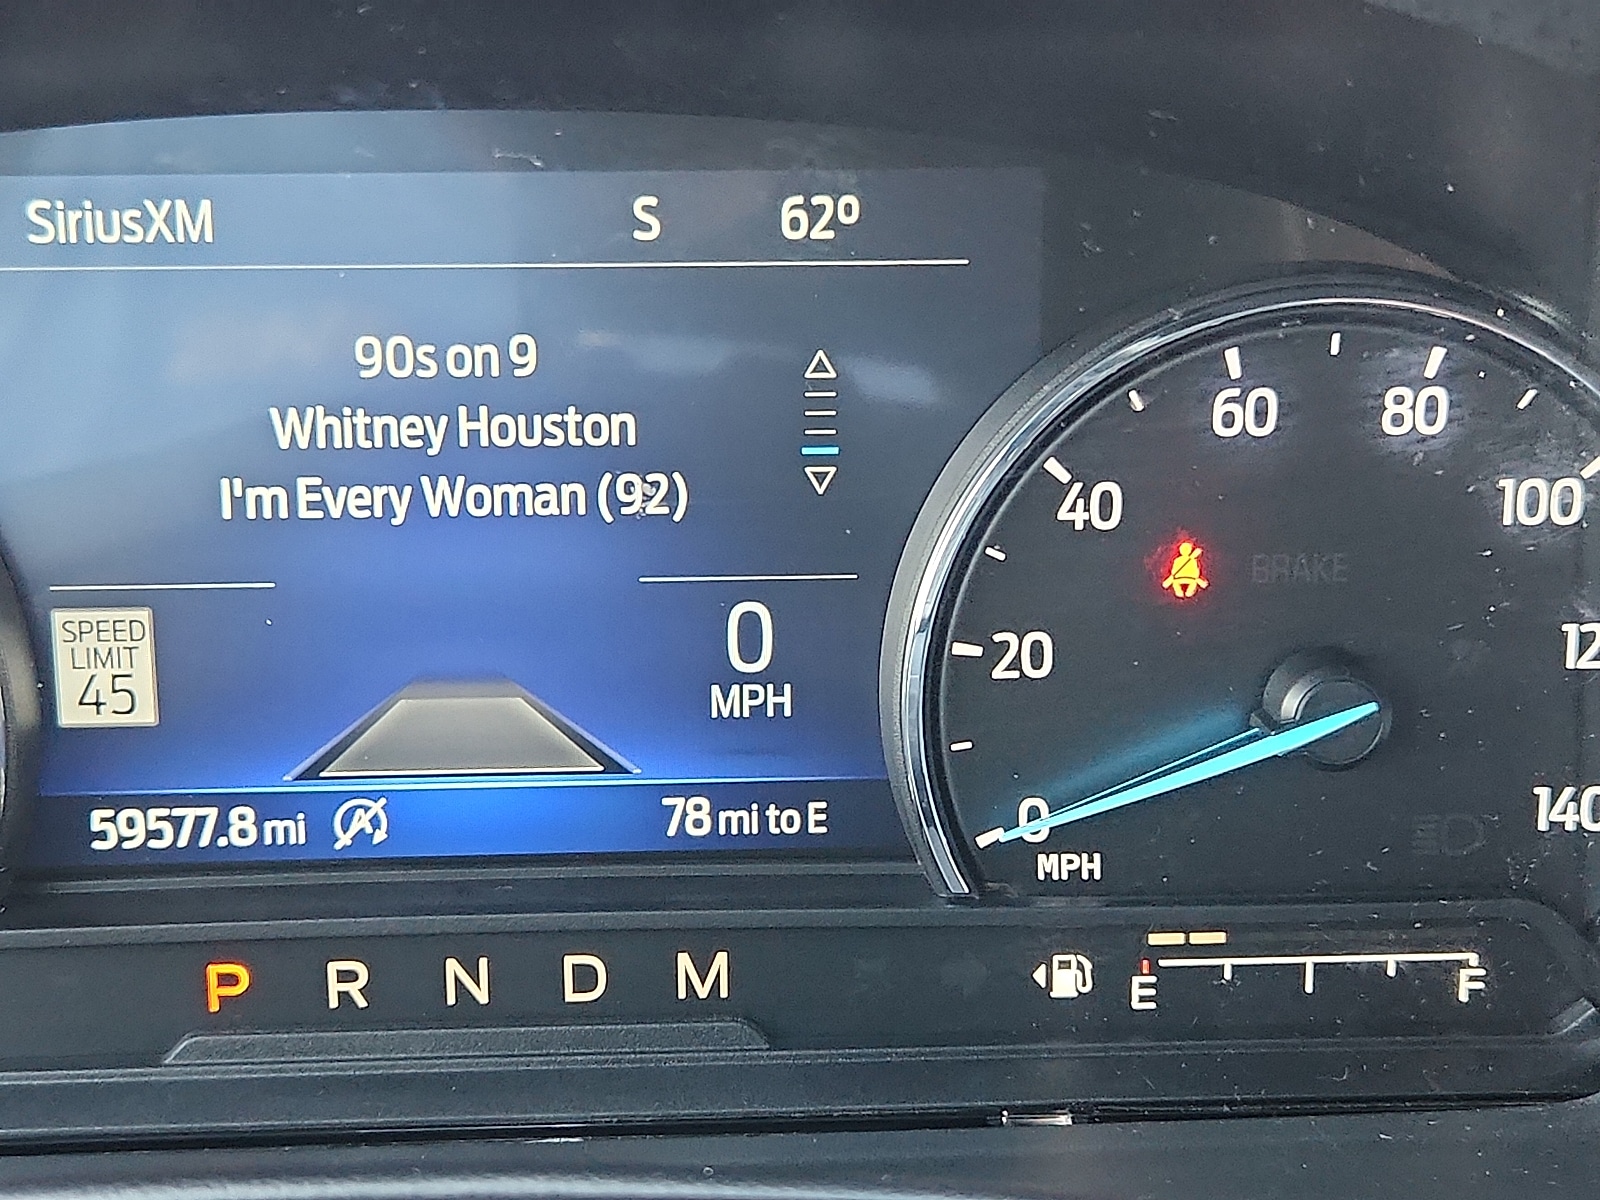 SiriusXM S 62º
90s on 9
Whitney Houston
I'm Every Woman (92)
SPEED
LIMIT
45
0
MPH
59577.8 mi
78 mi to E
P R N D M
0
20
40
60
80
100
140
MPH
BRAKE
E F